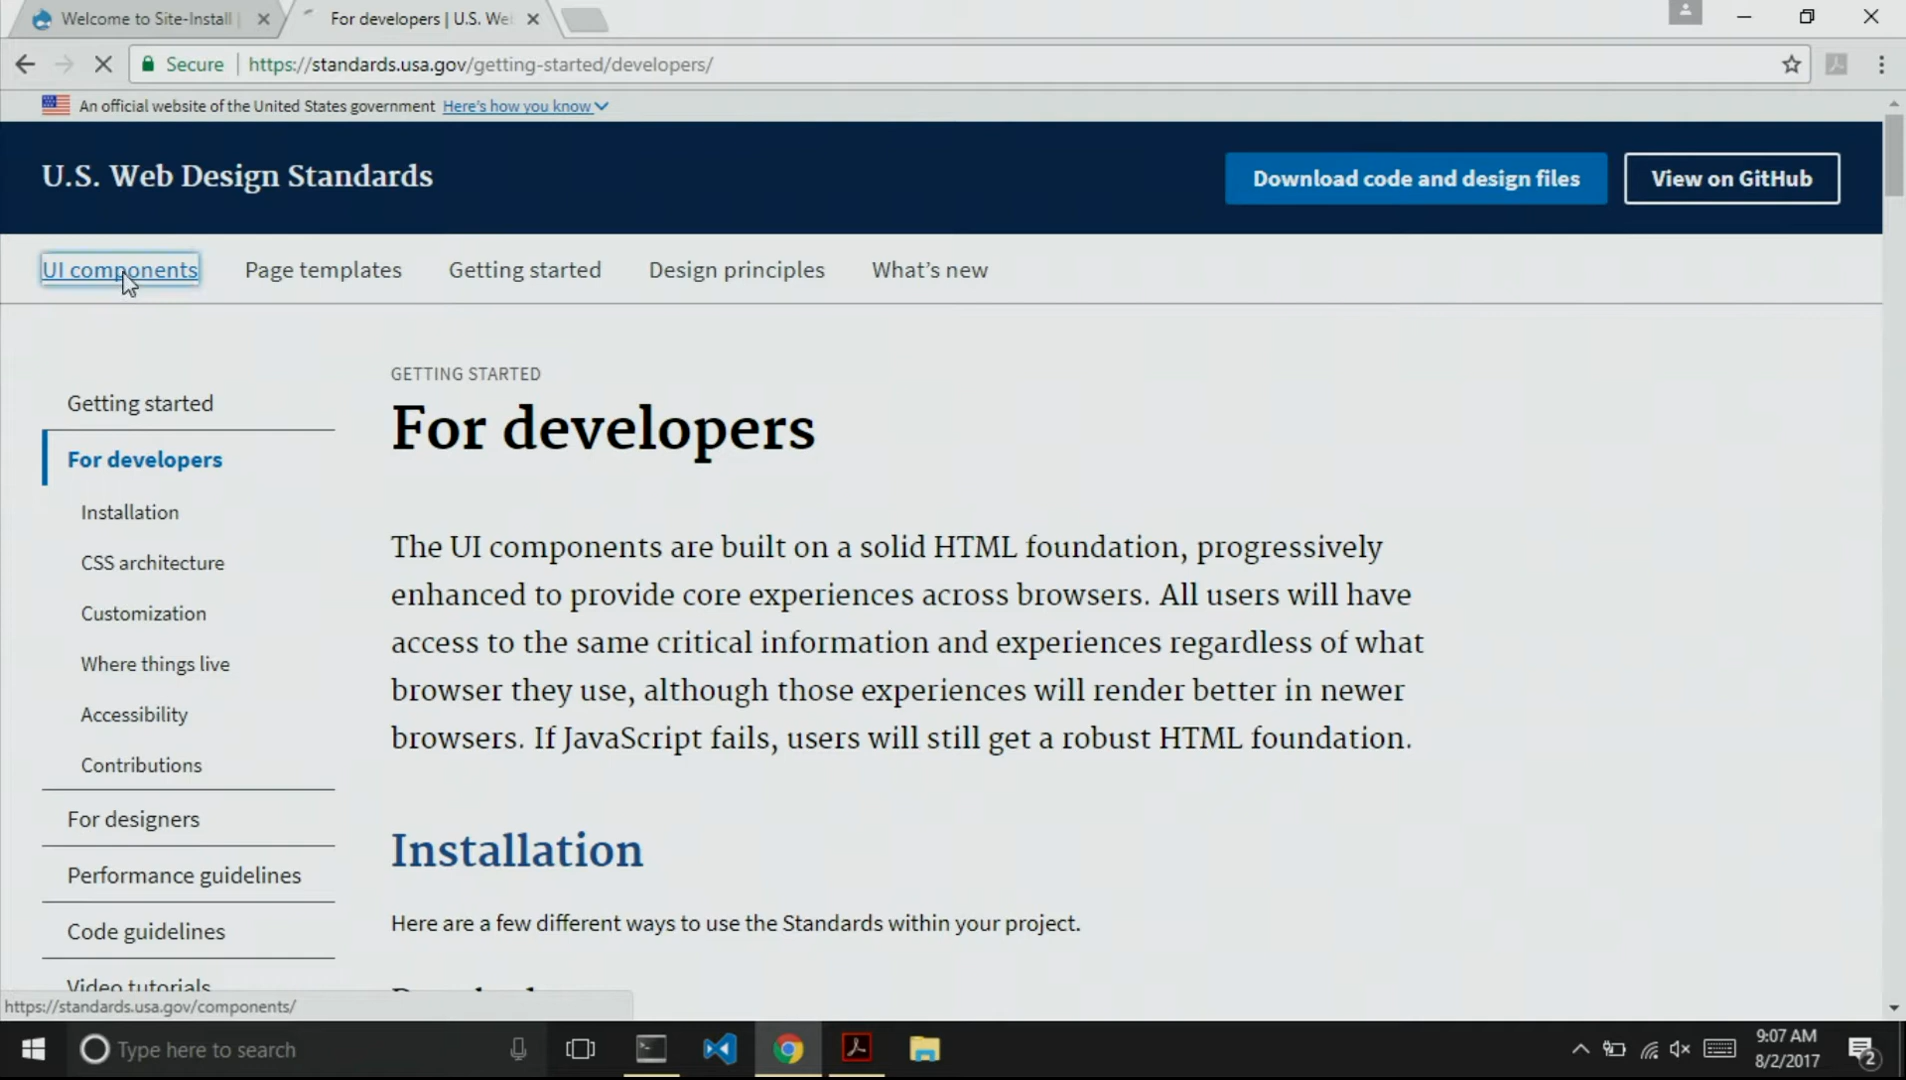 Welcome to Site-Install |
For developers | U.S. We
Secure | https://standards.usa.gov/getting-started/developers/
An official website of the United States government Here's how you know
U.S. Web Design Standards
Download code and design files
View on GitHub
UI components
Page templates
Getting started
Design principles
What's new
Getting started
For developers
Installation
CSS architecture
Customization
Where things live
Accessibility
Contributions
For designers
Performance guidelines
Code guidelines
Video tutorials
GETTING STARTED
For developers
The UI components are built on a solid HTML foundation, progressively
enhanced to provide core experiences across browsers. All users will have
access to the same critical information and experiences regardless of what
browser they use, although those experiences will render better in newer
browsers. If JavaScript fails, users will still get a robust HTML foundation.
Installation
Here are a few different ways to use the Standards within your project.
https://standards.usa.gov/components/
Type here to search
9:07 AM
8/2/2017
2